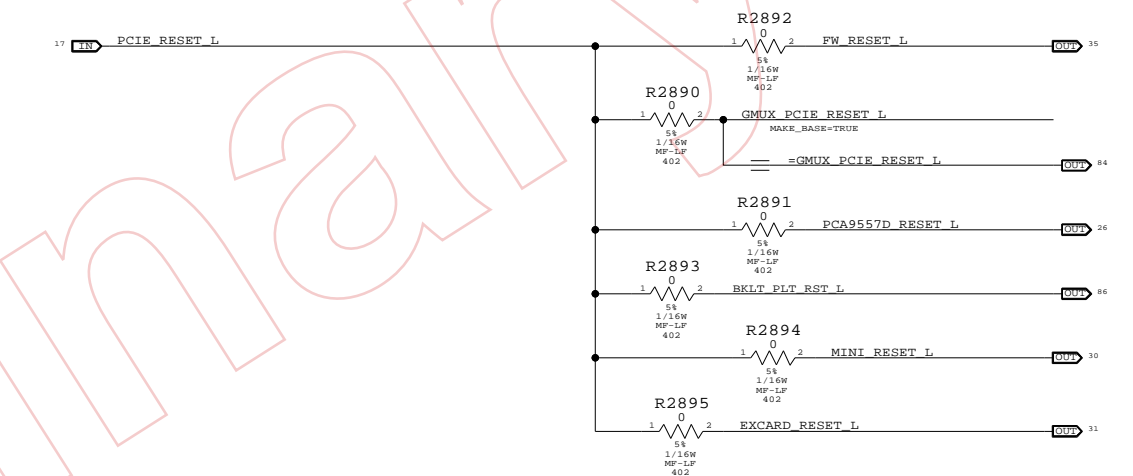 R2892
17 IN PCIE_RESET_L 1 0 2 FW_RESET_L OUT 35
5%
1/16W
MF-LF
402
R2890
1 0 2 GMUX_PCIE_RESET_L
MAKE_BASE=TRUE
5%
1/16W
MF-LF
402
=GMUX_PCIE_RESET_L OUT 84
R2891
1 0 2 PCA9557D_RESET_L OUT 26
5%
1/16W
MF-LF
402
R2893
1 0 2 BKLT_PLT_RST_L OUT 86
5%
1/16W
MF-LF
402
R2894
1 0 2 MINI_RESET_L OUT 30
5%
1/16W
MF-LF
402
R2895
1 0 2 EXCARD_RESET_L OUT 31
5%
1/16W
MF-LF
402